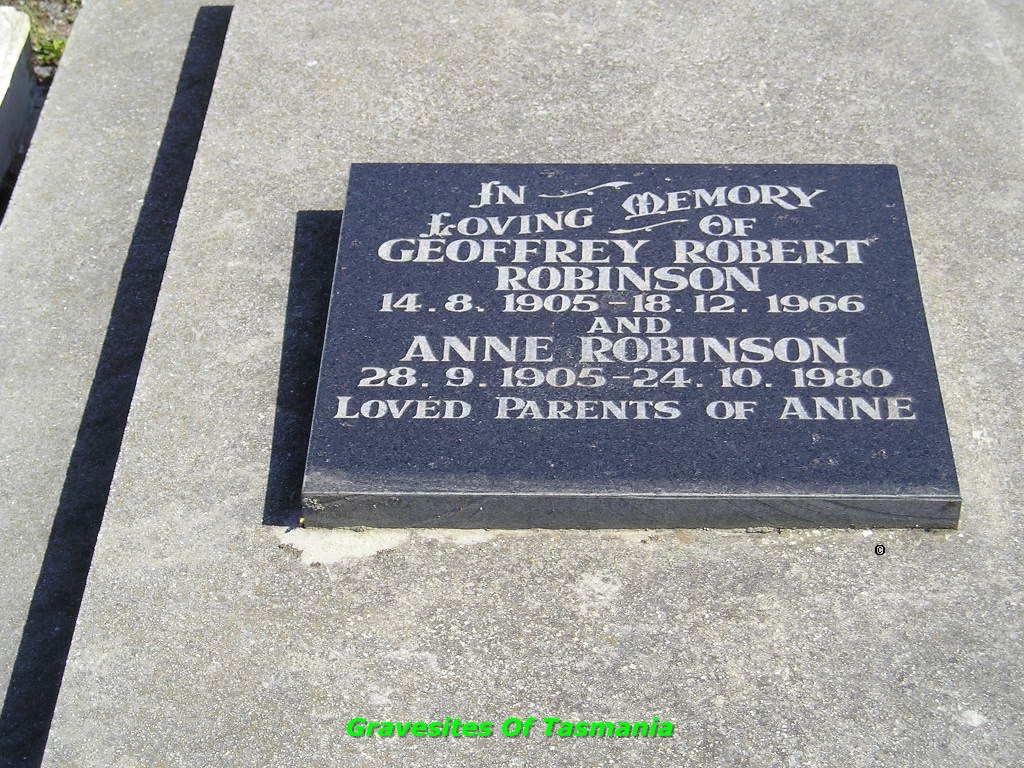 IN MEMORY
LOVING OF
GEOFFREY ROBERT
ROBINSON
14.8.1905-18.12.1966
AND
ANNE ROBINSON
28.9.1905-24.10.1980
LOVED PARENTS OF ANNE
©
Gravesites Of Tasmania